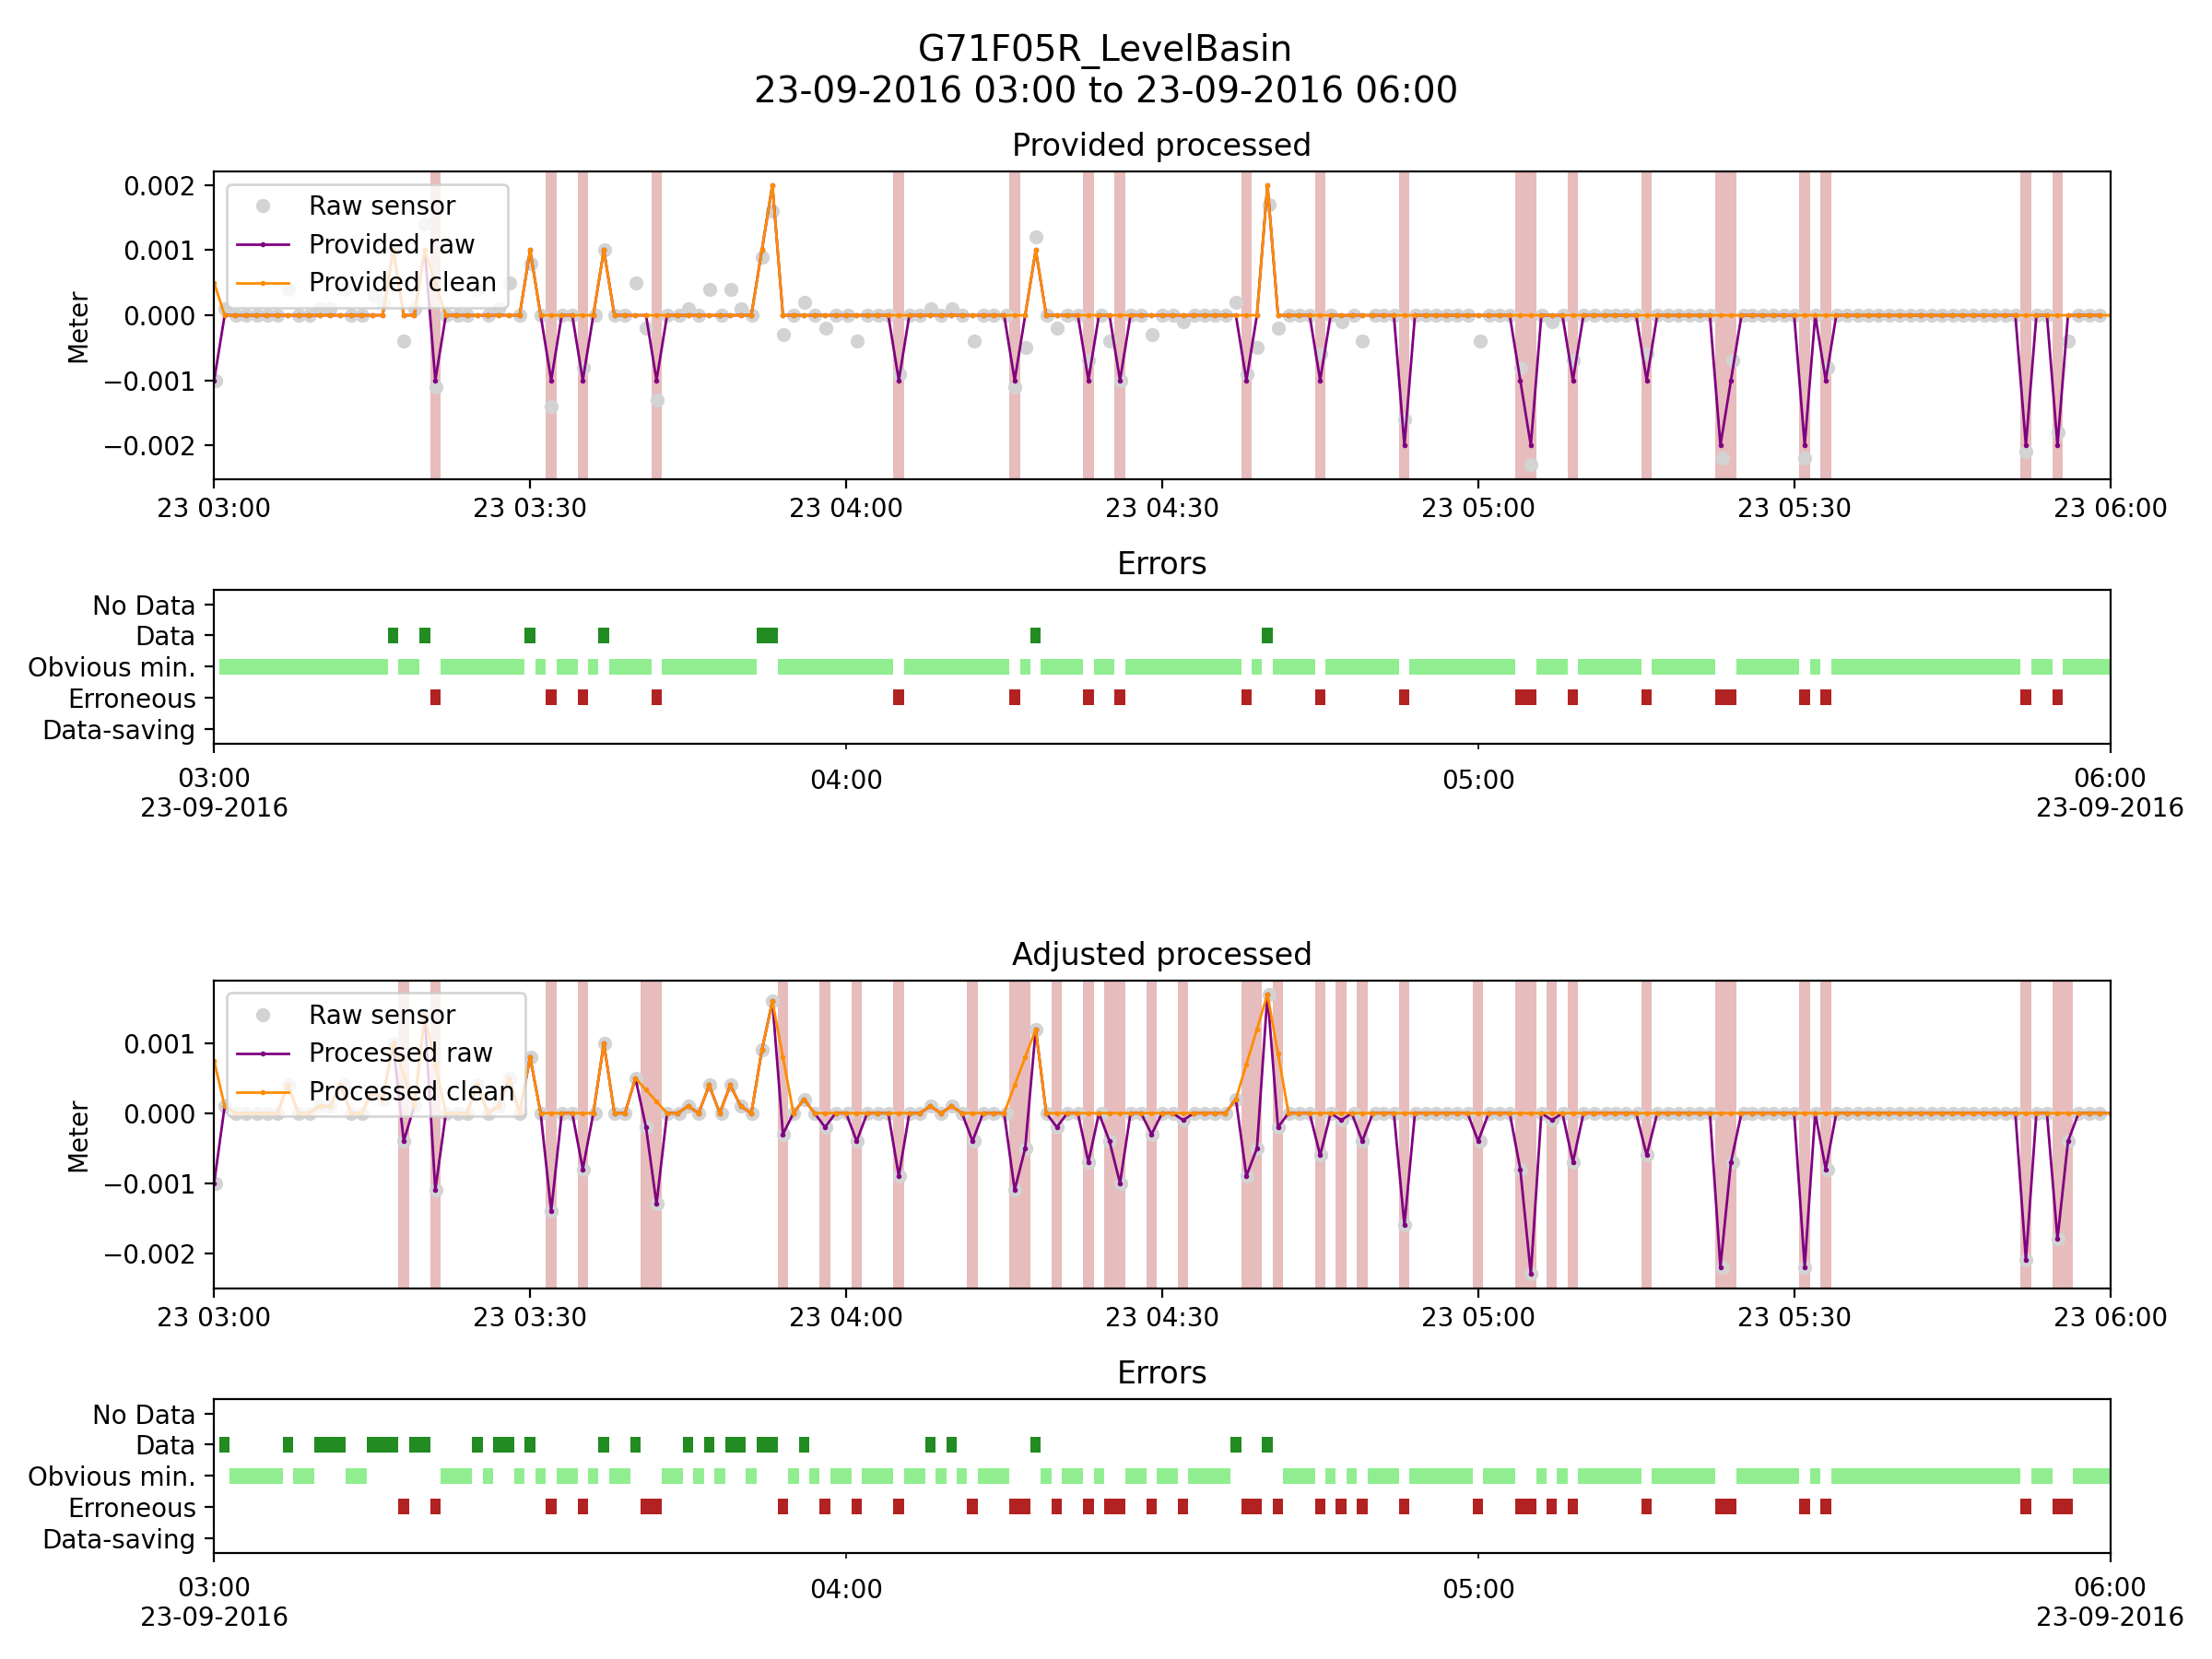 G71F05R_LevelBasin
23-09-2016 03:00 to 23-09-2016 06:00
Provided processed
Meter
0.002
0.001
0.000
−0.001
−0.002
Raw sensor
Provided raw
Provided clean
23 03:00 23 03:30 23 04:00 23 04:30 23 05:00 23 05:30 23 06:00
Errors
No Data
Data
Obvious min.
Erroneous
Data-saving
03:00 04:00 05:00 06:00
23-09-2016 23-09-2016
Adjusted processed
Meter
0.001
0.000
−0.001
−0.002
Raw sensor
Processed raw
Processed clean
23 03:00 23 03:30 23 04:00 23 04:30 23 05:00 23 05:30 23 06:00
Errors
No Data
Data
Obvious min.
Erroneous
Data-saving
03:00 04:00 05:00 06:00
23-09-2016 23-09-2016